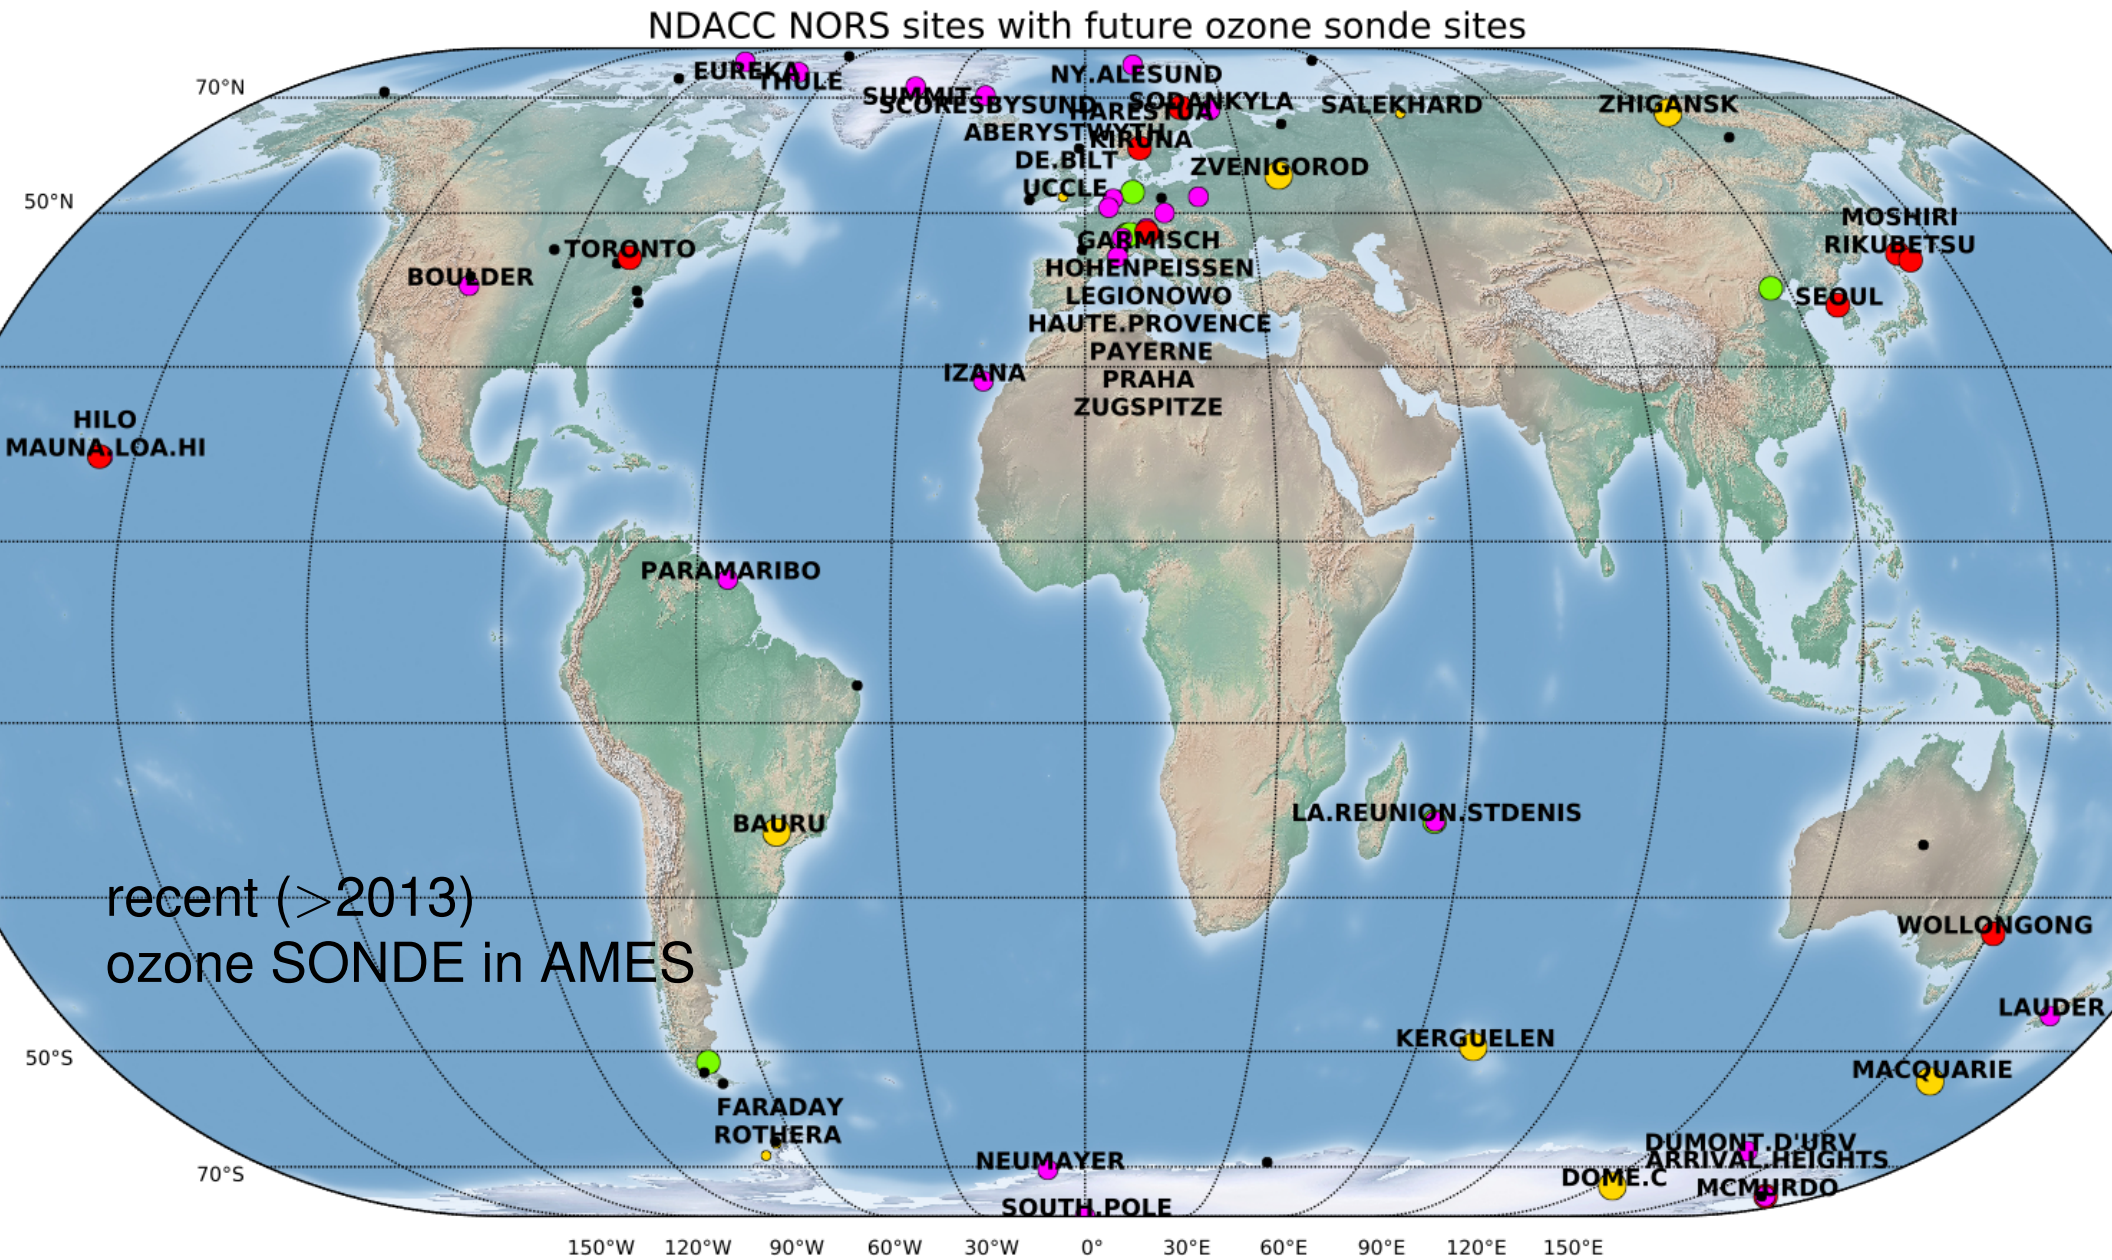 NDACC NORS sites with future ozone sonde sites
70°N
EUREKA
THULE
SUMMIT
SCORESBYSUND
NY.ALESUND
SODANKYLA
HARESTUA
SALEKHARD
ZHIGANSK
ABERYSTWYTH
KIRUNA
DE.BILT
ZVENIGOROD
UCCLE
50°N
MOSHIRI
RIKUBETSU
TORONTO
BOULDER
SEOUL
GARMISCH
HOHENPEISSEN
LEGIONOWO
HAUTE.PROVENCE
PAYERNE
PRAHA
ZUGSPITZE
IZANA
HILO
MAUNA.LOA.HI
PARAMARIBO
BAURU
LA.REUNION.STDENIS
recent (>2013)
ozone SONDE in AMES
WOLLONGONG
LAUDER
KERGUELEN
50°S
MACQUARIE
FARADAY
ROTHERA
NEUMAYER
DUMONT.D'URV
ARRIVAL.HEIGHTS
70°S
DOME.C
MCMURDO
SOUTH.POLE
150°W 120°W 90°W 60°W 30°W 0° 30°E 60°E 90°E 120°E 150°E